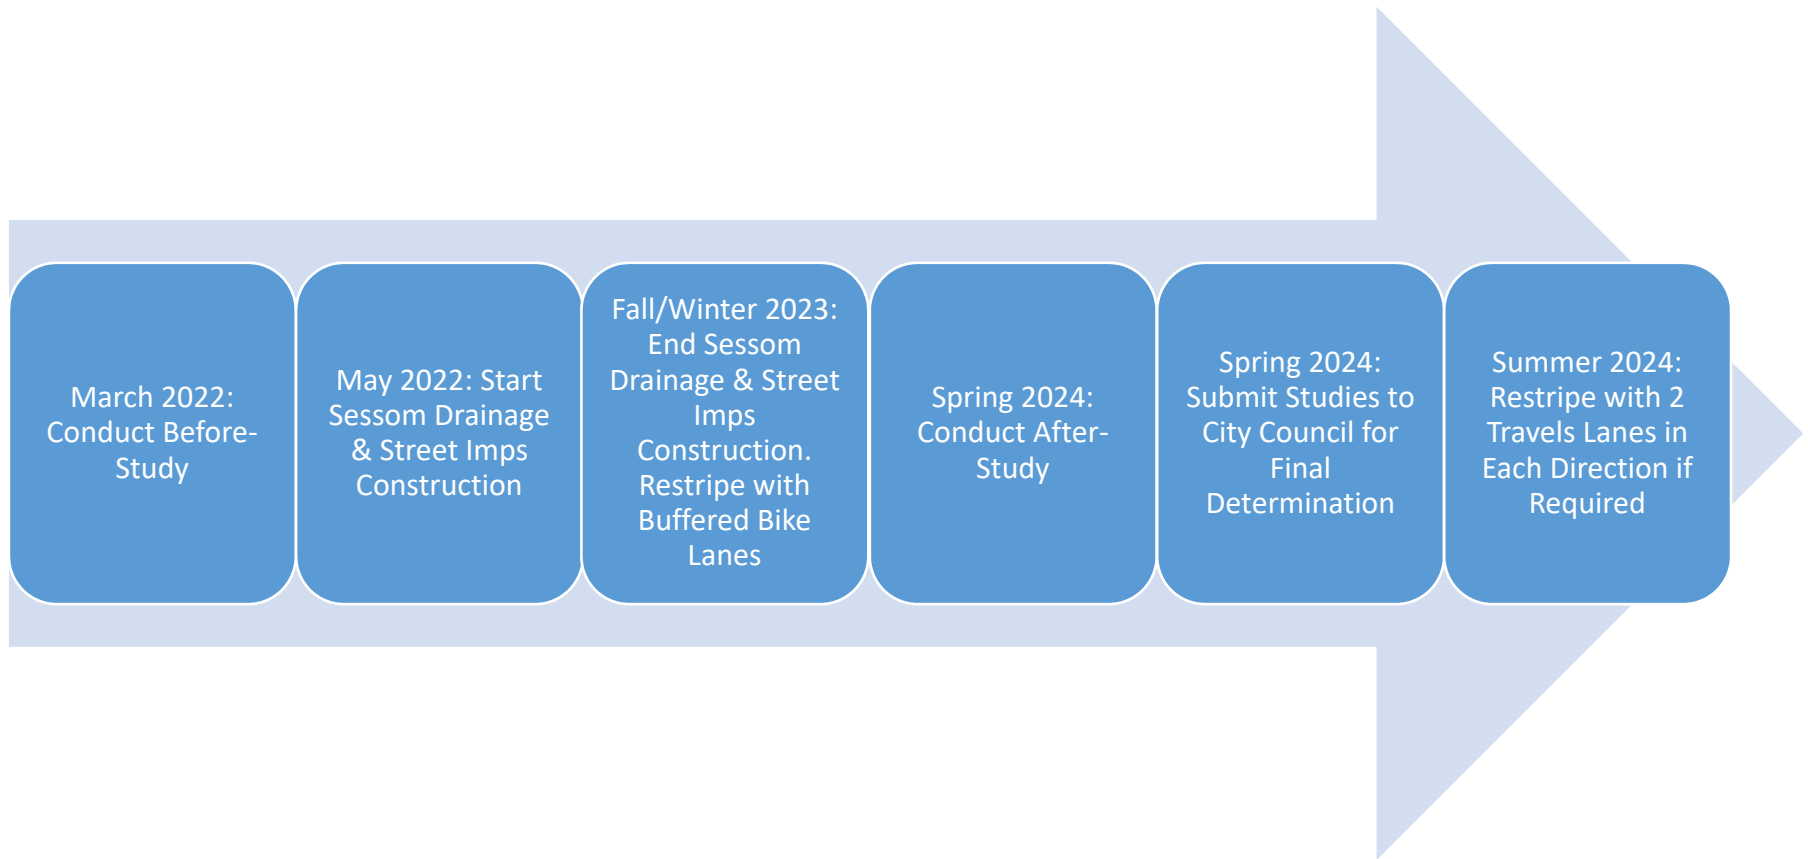 March 2022:
Conduct Before-
Study
May 2022: Start
Sessom Drainage
& Street Imps
Construction
Fall/Winter 2023:
End Sessom
Drainage & Street
Imps
Construction.
Restripe with
Buffered Bike
Lanes
Spring 2024:
Conduct After-
Study
Spring 2024:
Submit Studies to
City Council for
Final
Determination
Summer 2024:
Restripe with 2
Travels Lanes in
Each Direction if
Required